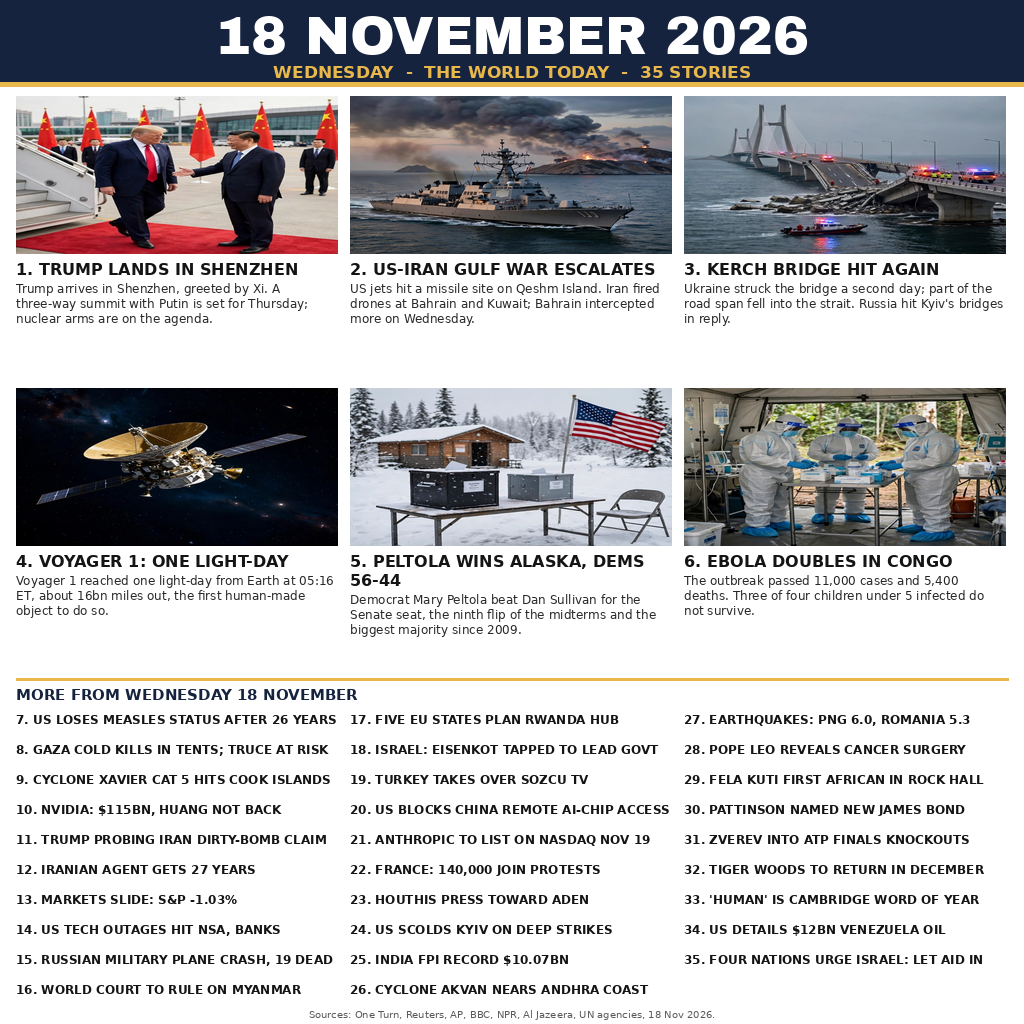 18 NOVEMBER 2026
WEDNESDAY - THE WORLD TODAY - 35 STORIES
1. TRUMP LANDS IN SHENZHEN
Trump arrives in Shenzhen, greeted by Xi. A
three-way summit with Putin is set for Thursday;
nuclear arms are on the agenda.
113
2. US-IRAN GULF WAR ESCALATES
US jets hit a missile site on Qeshm Island. Iran fired
drones at Bahrain and Kuwait; Bahrain intercepted
more on Wednesday.
3. KERCH BRIDGE HIT AGAIN
Ukraine struck the bridge a second day; part of the
road span fell into the strait. Russia hit Kyiv's bridges
in reply.
4. VOYAGER 1: ONE LIGHT-DAY
Voyager 1 reached one light-day from Earth at 05:16
ET, about 16bn miles out, the first human-made
object to do so.
5. PELTOLA WINS ALASKA, DEMS
56-44
Democrat Mary Peltola beat Dan Sullivan for the
Senate seat, the ninth flip of the midterms and the
biggest majority since 2009.
6. EBOLA DOUBLES IN CONGO
The outbreak passed 11,000 cases and 5,400
deaths. Three of four children under 5 infected do
not survive.
MORE FROM WEDNESDAY 18 NOVEMBER
7. US LOSES MEASLES STATUS AFTER 26 YEARS
8. GAZA COLD KILLS IN TENTS; TRUCE AT RISK
9. CYCLONE XAVIER CAT 5 HITS COOK ISLANDS
10. NVIDIA: $115BN, HUANG NOT BACK
11. TRUMP PROBING IRAN DIRTY-BOMB CLAIM
12. IRANIAN AGENT GETS 27 YEARS
13. MARKETS SLIDE: S&P -1.03%
14. US TECH OUTAGES HIT NSA, BANKS
15. RUSSIAN MILITARY PLANE CRASH, 19 DEAD
16. WORLD COURT TO RULE ON MYANMAR
17. FIVE EU STATES PLAN RWANDA HUB
18. ISRAEL: EISENKOT TAPPED TO LEAD GOVT
19. TURKEY TAKES OVER SOZCU TV
20. US BLOCKS CHINA REMOTE AI-CHIP ACCESS
21. ANTHROPIC TO LIST ON NASDAQ NOV 19
22. FRANCE: 140,000 JOIN PROTESTS
23. HOUTHIS PRESS TOWARD ADEN
24. US SCOLDS KYIV ON DEEP STRIKES
25. INDIA FPI RECORD $10.07BN
26. CYCLONE AKVAN NEARS ANDHRA COAST
27. EARTHQUAKES: PNG 6.0, ROMANIA 5.3
28. POPE LEO REVEALS CANCER SURGERY
29. FELA KUTI FIRST AFRICAN IN ROCK HALL
30. PATTINSON NAMED NEW JAMES BOND
31. ZVEREV INTO ATP FINALS KNOCKOUTS
32. TIGER WOODS TO RETURN IN DECEMBER
33. 'HUMAN' IS CAMBRIDGE WORD OF YEAR
34. US DETAILS $12BN VENEZUELA OIL
35. FOUR NATIONS URGE ISRAEL: LET AID IN
Sources: One Turn, Reuters, AP, BBC, NPR, Al Jazeera, UN agencies, 18 Nov 2026.